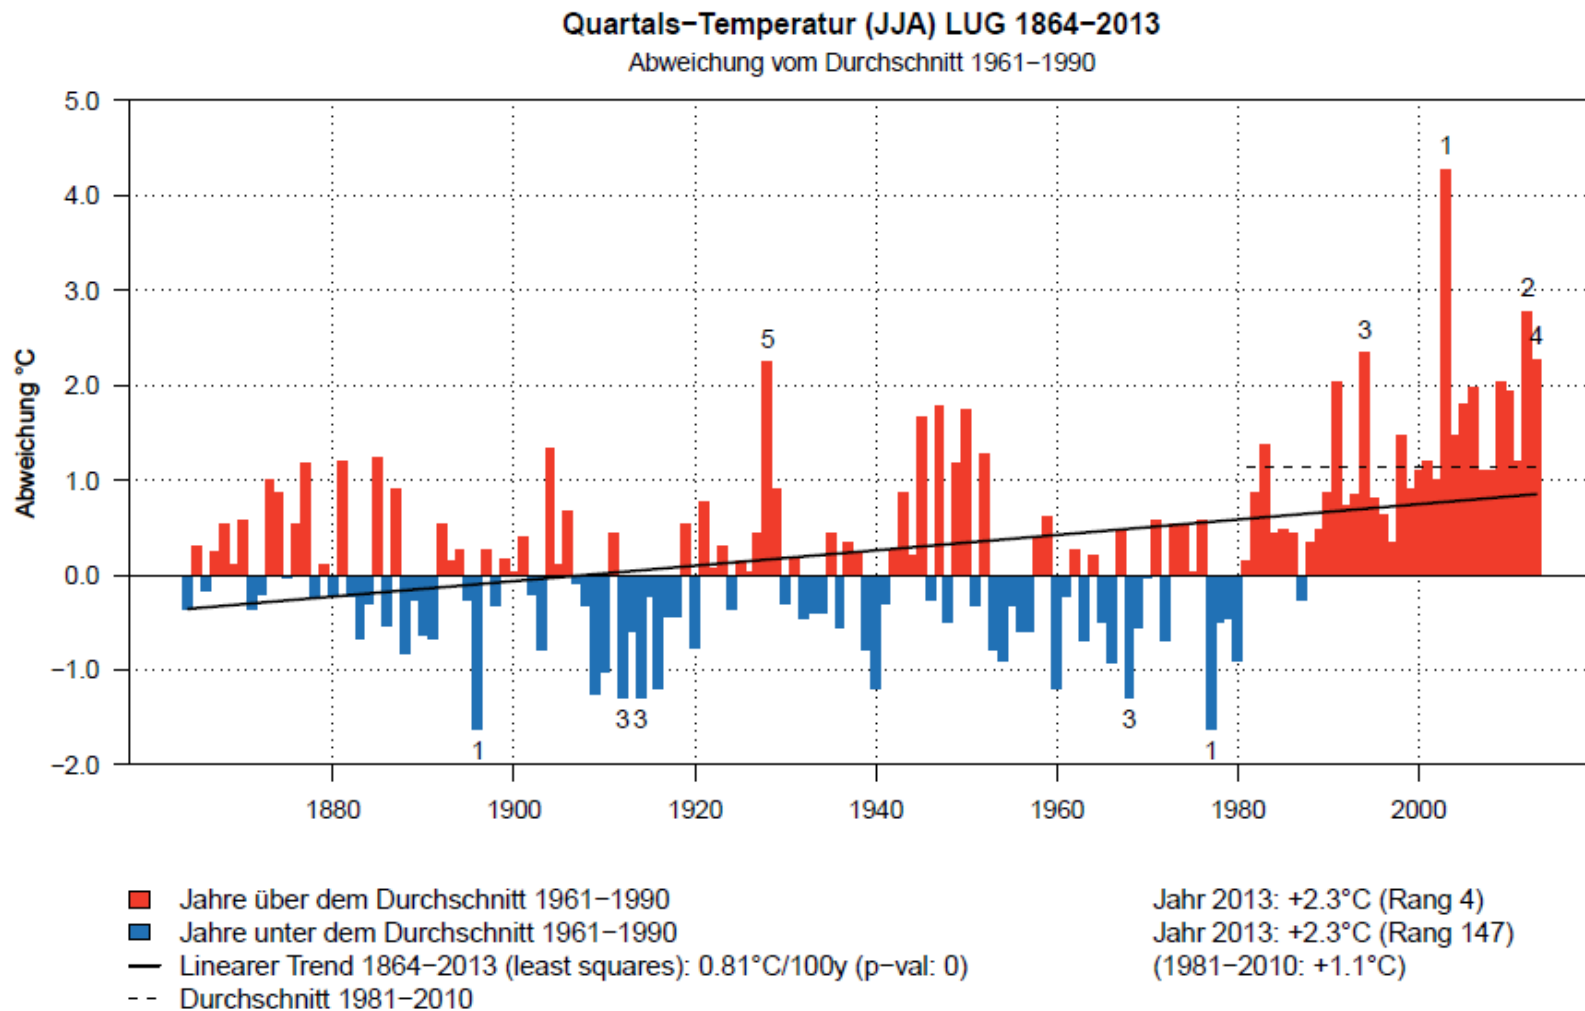 Quartals−Temperatur (JJA) LUG 1864−2013
Abweichung vom Durchschnitt 1961−1990
Abweichung °C
5.0
4.0
3.0
2.0
1.0
0.0
−1.0
−2.0
1
2
3
4
5
3 3
3
1
1
1880
1900
1920
1940
1960
1980
2000
Jahre über dem Durchschnitt 1961−1990
Jahre unter dem Durchschnitt 1961−1990
Linearer Trend 1864−2013 (least squares): 0.81°C/100y (p−val: 0)
Durchschnitt 1981−2010
Jahr 2013: +2.3°C (Rang 4)
Jahr 2013: +2.3°C (Rang 147)
(1981−2010: +1.1°C)